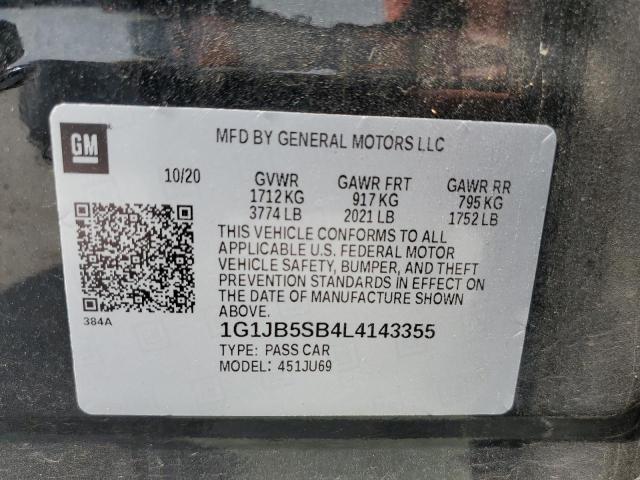 GM
MFD BY GENERAL MOTORS LLC
10/20 GVWR GAWR FRT GAWR RR
1712 KG 917 KG 795 KG
3774 LB 2021 LB 1752 LB
THIS VEHICLE CONFORMS TO ALL
APPLICABLE U.S. FEDERAL MOTOR
VEHICLE SAFETY, BUMPER, AND THEFT
PREVENTION STANDARDS IN EFFECT ON
THE DATE OF MANUFACTURE SHOWN
ABOVE.
384A
1G1JB5SB4L4143355
TYPE: PASS CAR
MODEL: 451JU69